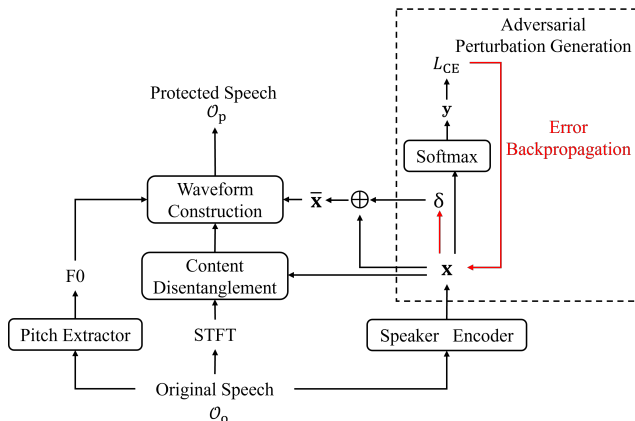 Adversarial
Perturbation Generation
L_CE
Protected Speech
𝒪_p
y
Error
Backpropagation
Softmax
Waveform
Construction
x̄
⊕
δ
F0
Content
Disentanglement
x
Pitch Extractor
STFT
Speaker Encoder
Original Speech
𝒪_o